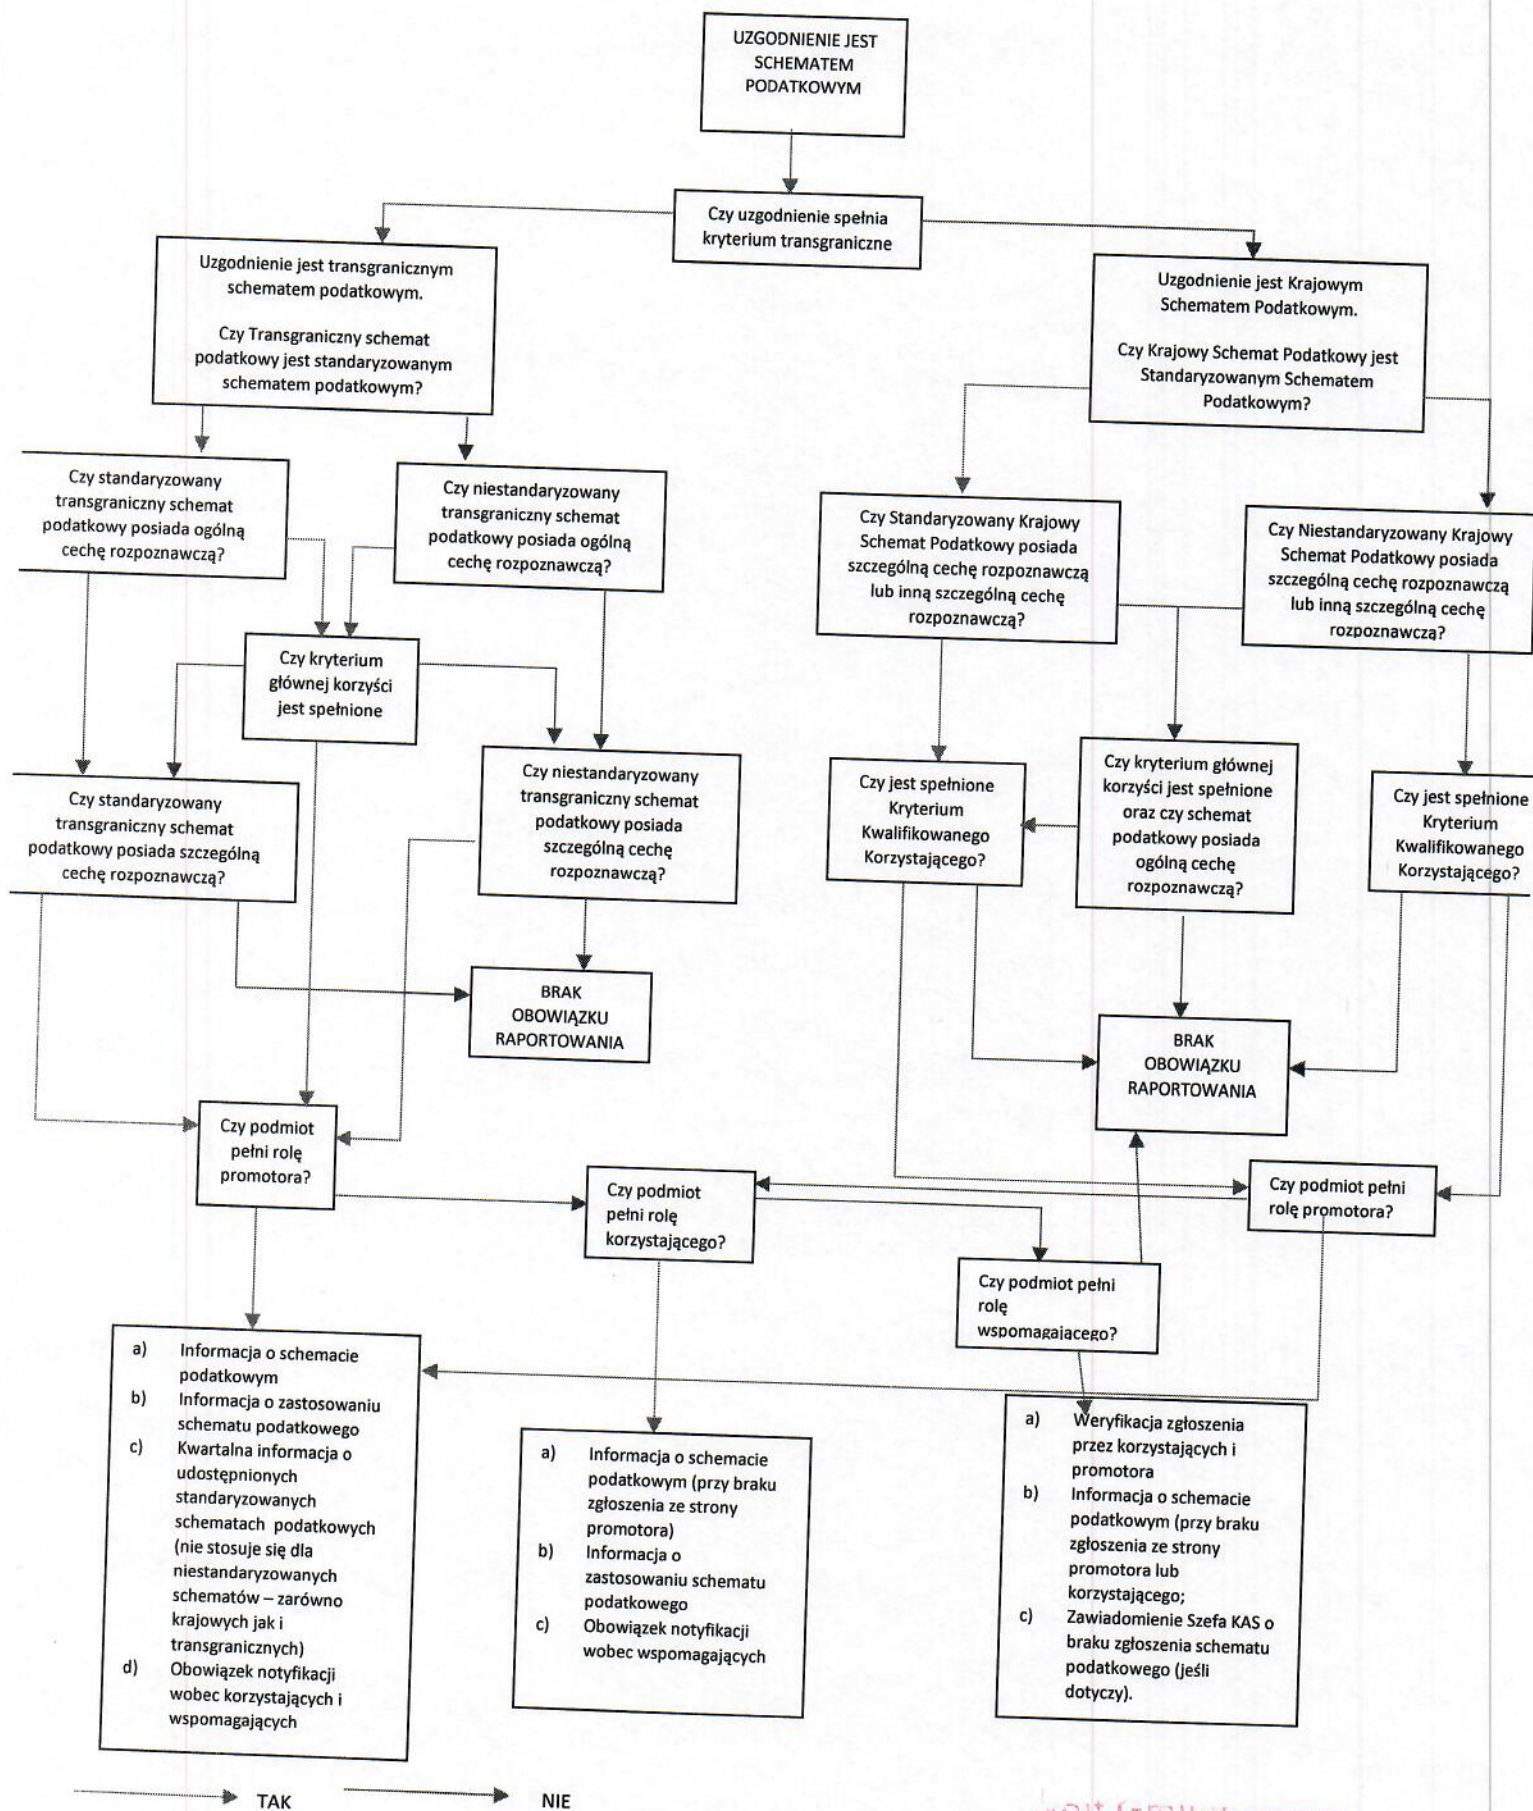 UZGODNIENIE JEST
SCHEMATEM
PODATKOWYM
Czy uzgodnienie spełnia
kryterium transgraniczne
Uzgodnienie jest transgranicznym
schematem podatkowym.
Czy Transgraniczny schemat
podatkowy jest standaryzowanym
schematem podatkowym?
Uzgodnienie jest Krajowym
Schematem Podatkowym.
Czy Krajowy Schemat Podatkowy jest
Standaryzowanym Schematem
Podatkowym?
Czy standaryzowany
transgraniczny schemat
podatkowy posiada ogólną
cechę rozpoznawczą?
Czy niestandaryzowany
transgraniczny schemat
podatkowy posiada ogólną
cechę rozpoznawczą?
Czy Standaryzowany Krajowy
Schemat Podatkowy posiada
szczególną cechę rozpoznawczą
lub inną szczególną cechę
rozpoznawczą?
Czy Niestandaryzowany Krajowy
Schemat Podatkowy posiada
szczególną cechę rozpoznawczą
lub inną szczególną cechę
rozpoznawczą?
Czy kryterium
głównej korzyści
jest spełnione
Czy standaryzowany
transgraniczny schemat
podatkowy posiada szczególną
cechę rozpoznawczą?
Czy niestandaryzowany
transgraniczny schemat
podatkowy posiada
szczególną cechę
rozpoznawczą?
Czy jest spełnione
Kryterium
Kwalifikowanego
Korzystającego?
Czy kryterium głównej
korzyści jest spełnione
oraz czy schemat
podatkowy posiada
ogólną cechę
rozpoznawczą?
Czy jest spełnione
Kryterium
Kwalifikowanego
Korzystającego?
BRAK
OBOWIĄZKU
RAPORTOWANIA
BRAK
OBOWIĄZKU
RAPORTOWANIA
Czy podmiot
pełni rolę
promotora?
Czy podmiot
pełni rolę
korzystającego?
Czy podmiot pełni
rolę promotora?
Czy podmiot pełni
rolę
wspomagającego?
a) Informacja o schemacie
podatkowym
b) Informacja o zastosowaniu
schematu podatkowego
c) Kwartalna informacja o
udostępnionych
standaryzowanych
schematach podatkowych
(nie stosuje się dla
niestandaryzowanych
schematów – zarówno
krajowych jak i
transgranicznych)
d) Obowiązek notyfikacji
wobec korzystających i
wspomagających
a) Informacja o schemacie
podatkowym (przy braku
zgłoszenia ze strony
promotora)
b) Informacja o
zastosowaniu schematu
podatkowego
c) Obowiązek notyfikacji
wobec wspomagających
a) Weryfikacja zgłoszenia
przez korzystających i
promotora
b) Informacja o schemacie
podatkowym (przy braku
zgłoszenia ze strony
promotora lub
korzystającego;
c) Zawiadomienie Szefa KAS o
braku zgłoszenia schematu
podatkowego (jeśli
dotyczy).
TAK
NIE